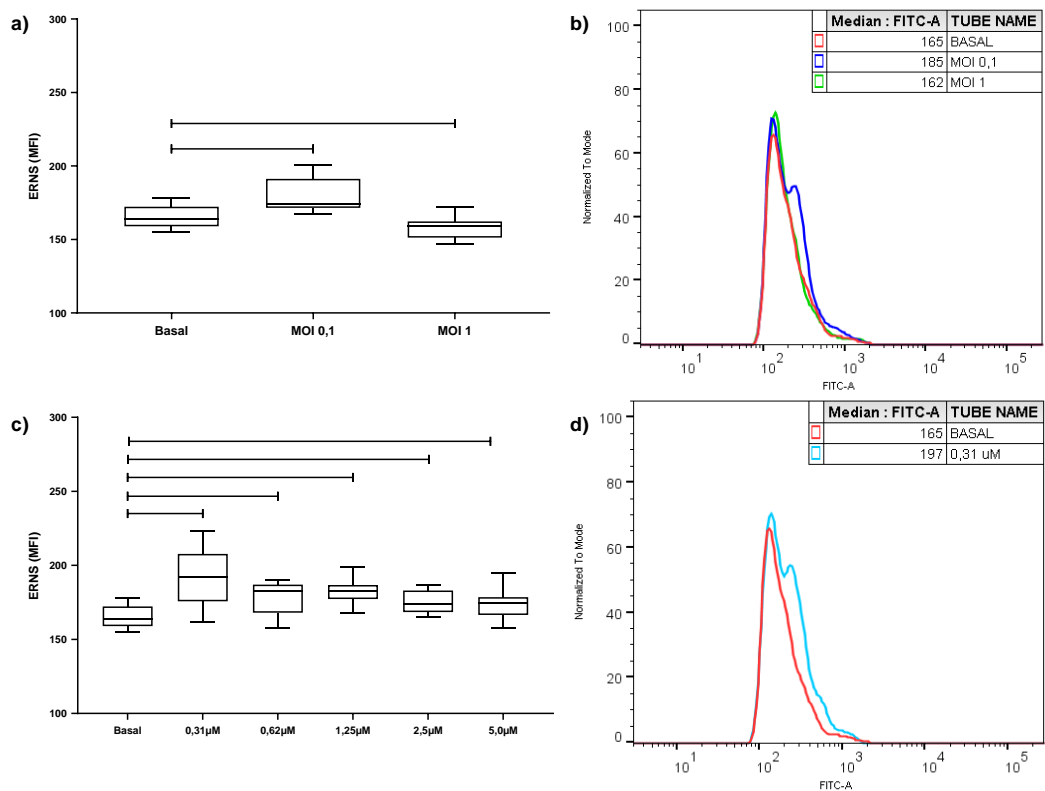 a)
300
250
200
150
100
ERNS (MFI)
Basal MOI 0,1 MOI 1
b)
Median : FITC-A TUBE NAME
165 BASAL
185 MOI 0,1
162 MOI 1
100
80
60
40
20
0
Normalized To Mode
10^1 10^2 10^3 10^4 10^5
FITC-A
c)
300
250
200
150
100
ERNS (MFI)
Basal 0,31µM 0,62µM 1,25µM 2,5µM 5,0µM
d)
Median : FITC-A TUBE NAME
165 BASAL
197 0,31 uM
100
80
60
40
20
0
Normalized To Mode
10^1 10^2 10^3 10^4 10^5
FITC-A